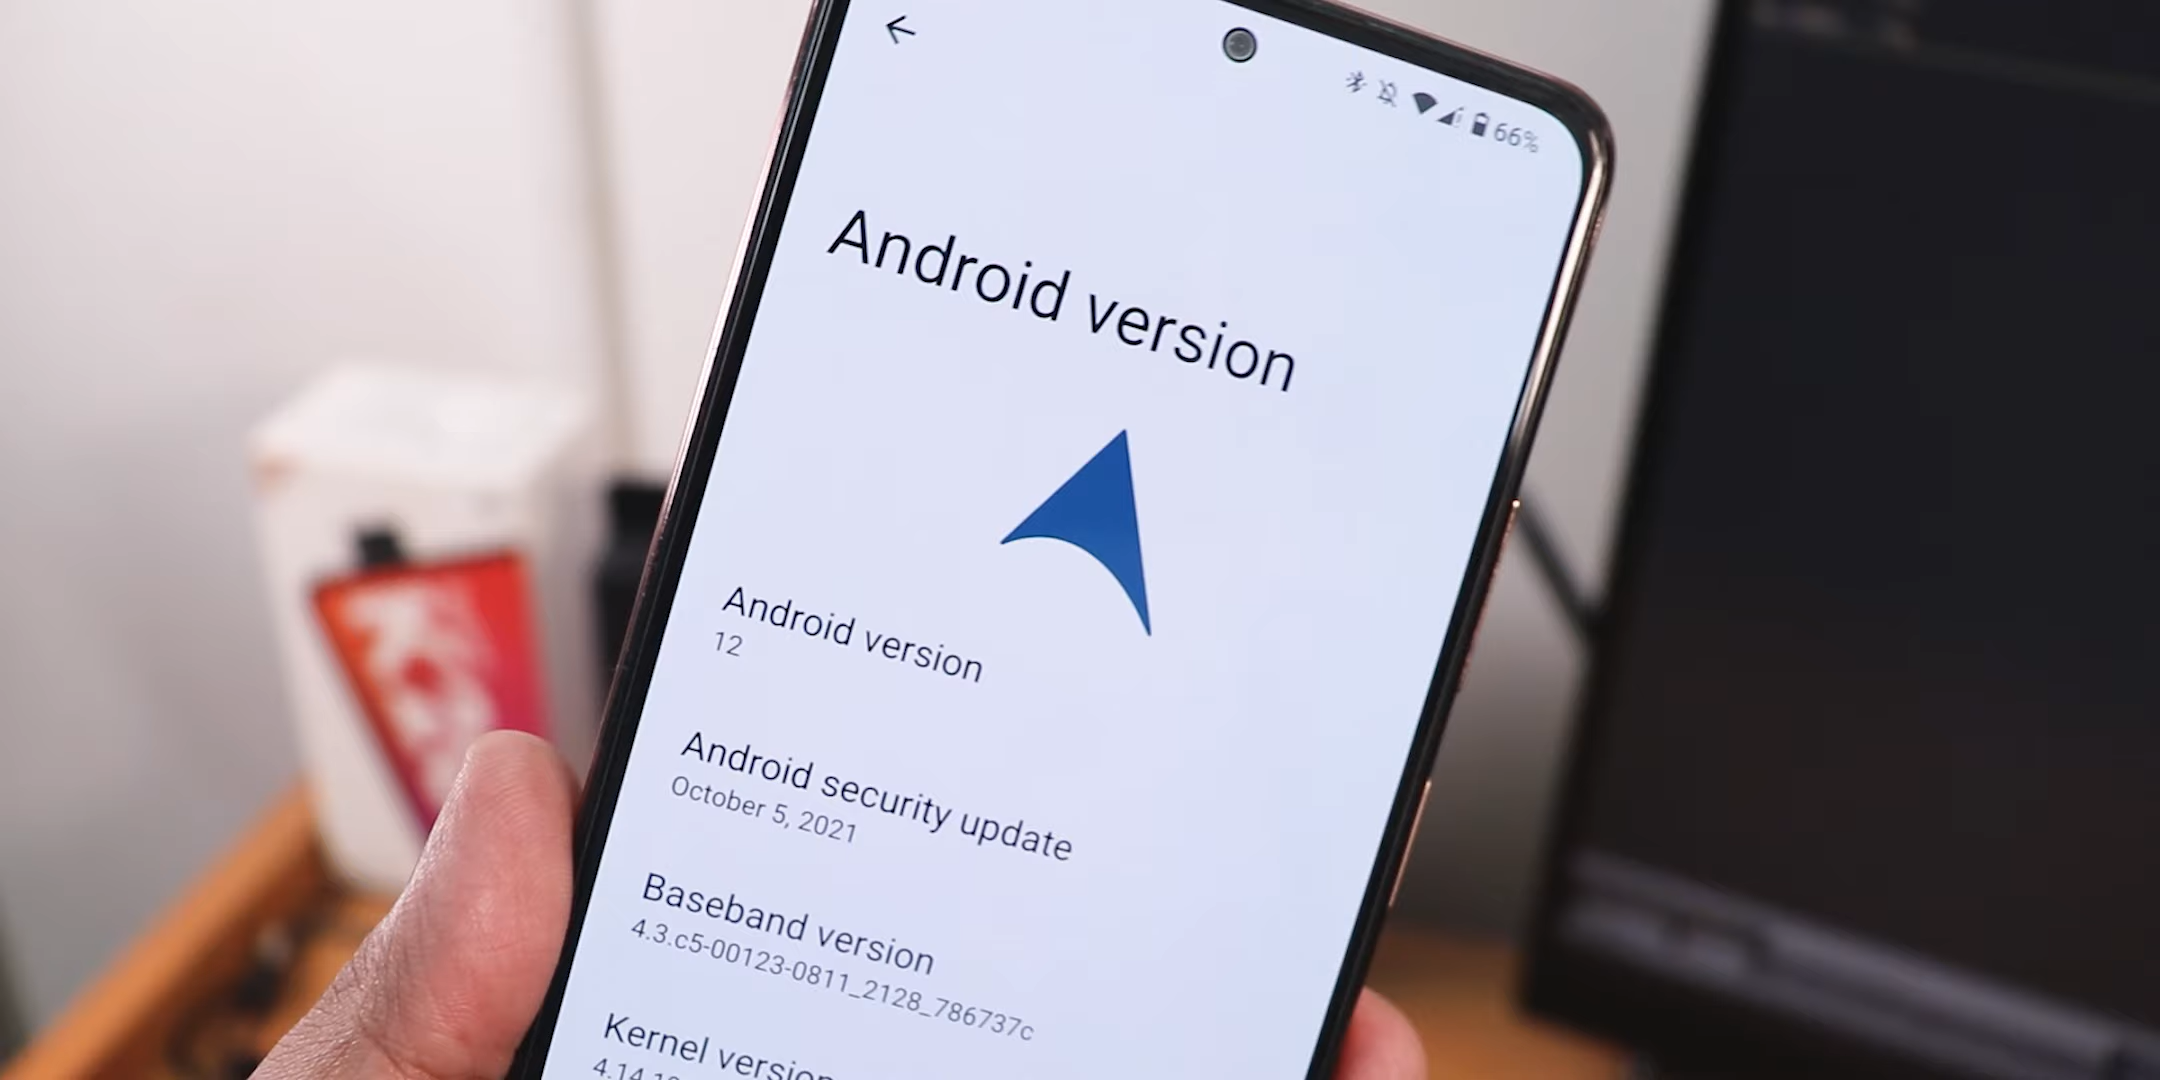 66%
Android version
Android version
12
Android security update
October 5, 2021
Baseband version
4.3.c5-00123-0811_2128_786737c
Kernel version